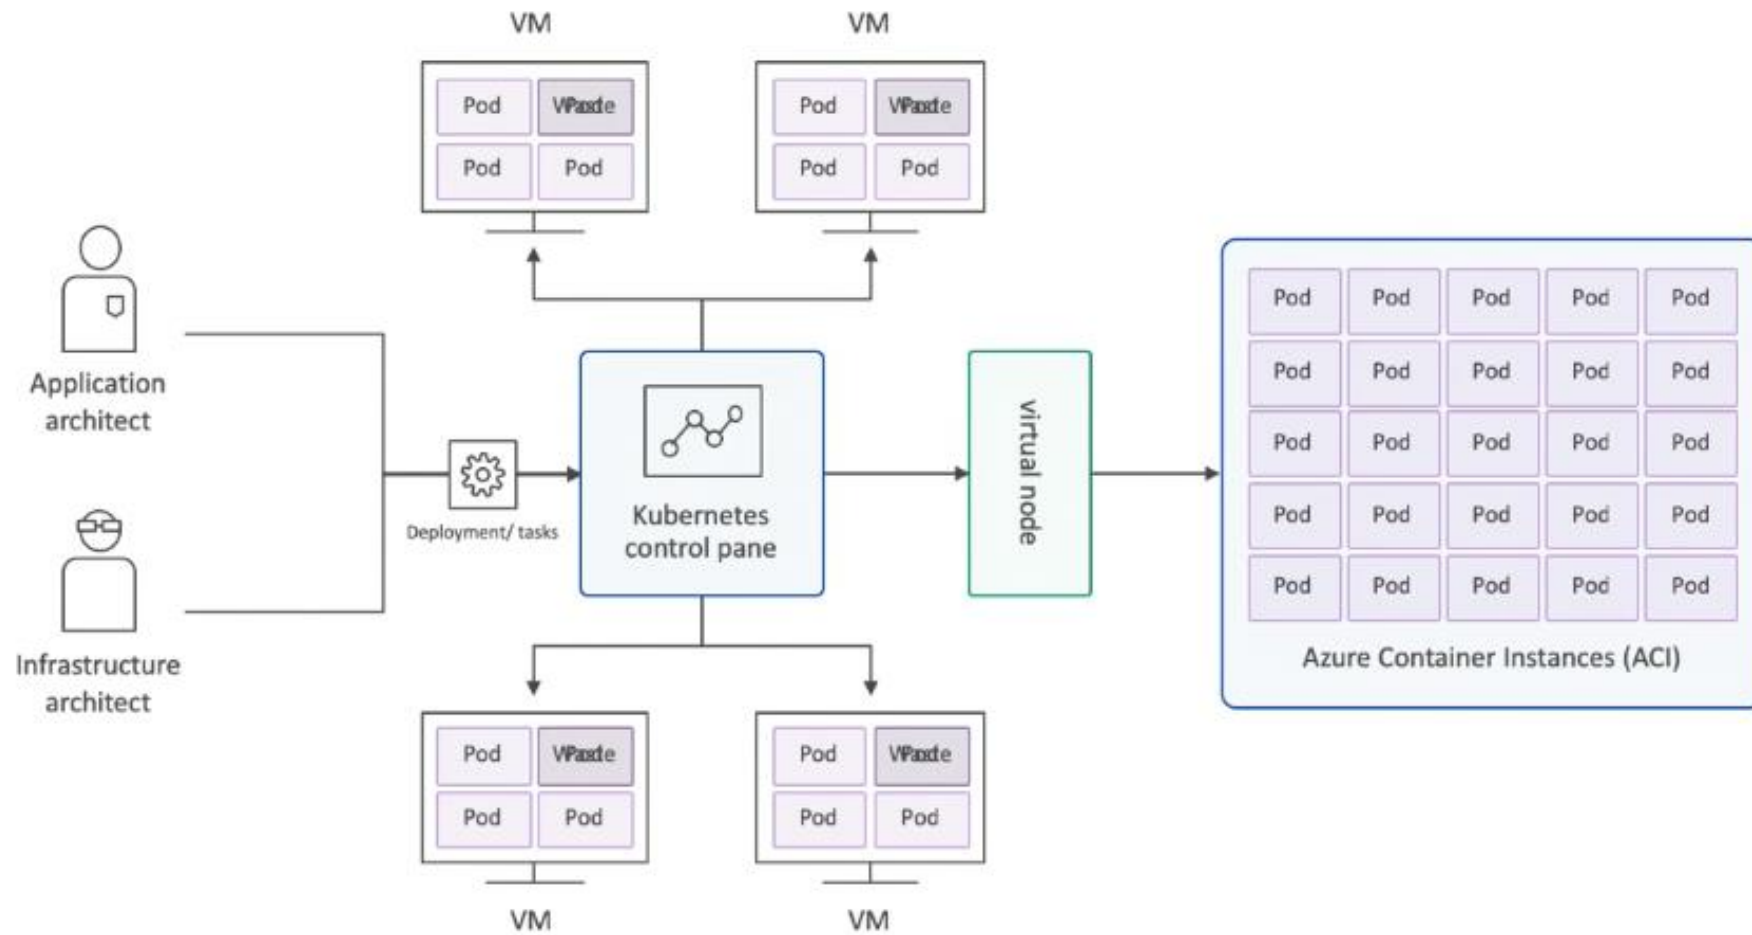 VM
VM
Pod
Pod
Pod
Pod
Pod
Pod
Application
architect
Deployment/ tasks
Kubernetes
control pane
virtual node
Pod Pod Pod Pod Pod
Pod Pod Pod Pod Pod
Pod Pod Pod Pod Pod
Pod Pod Pod Pod Pod
Pod Pod Pod Pod Pod
Azure Container Instances (ACI)
Infrastructure
architect
Pod
Pod
Pod
Pod
Pod
Pod
VM
VM